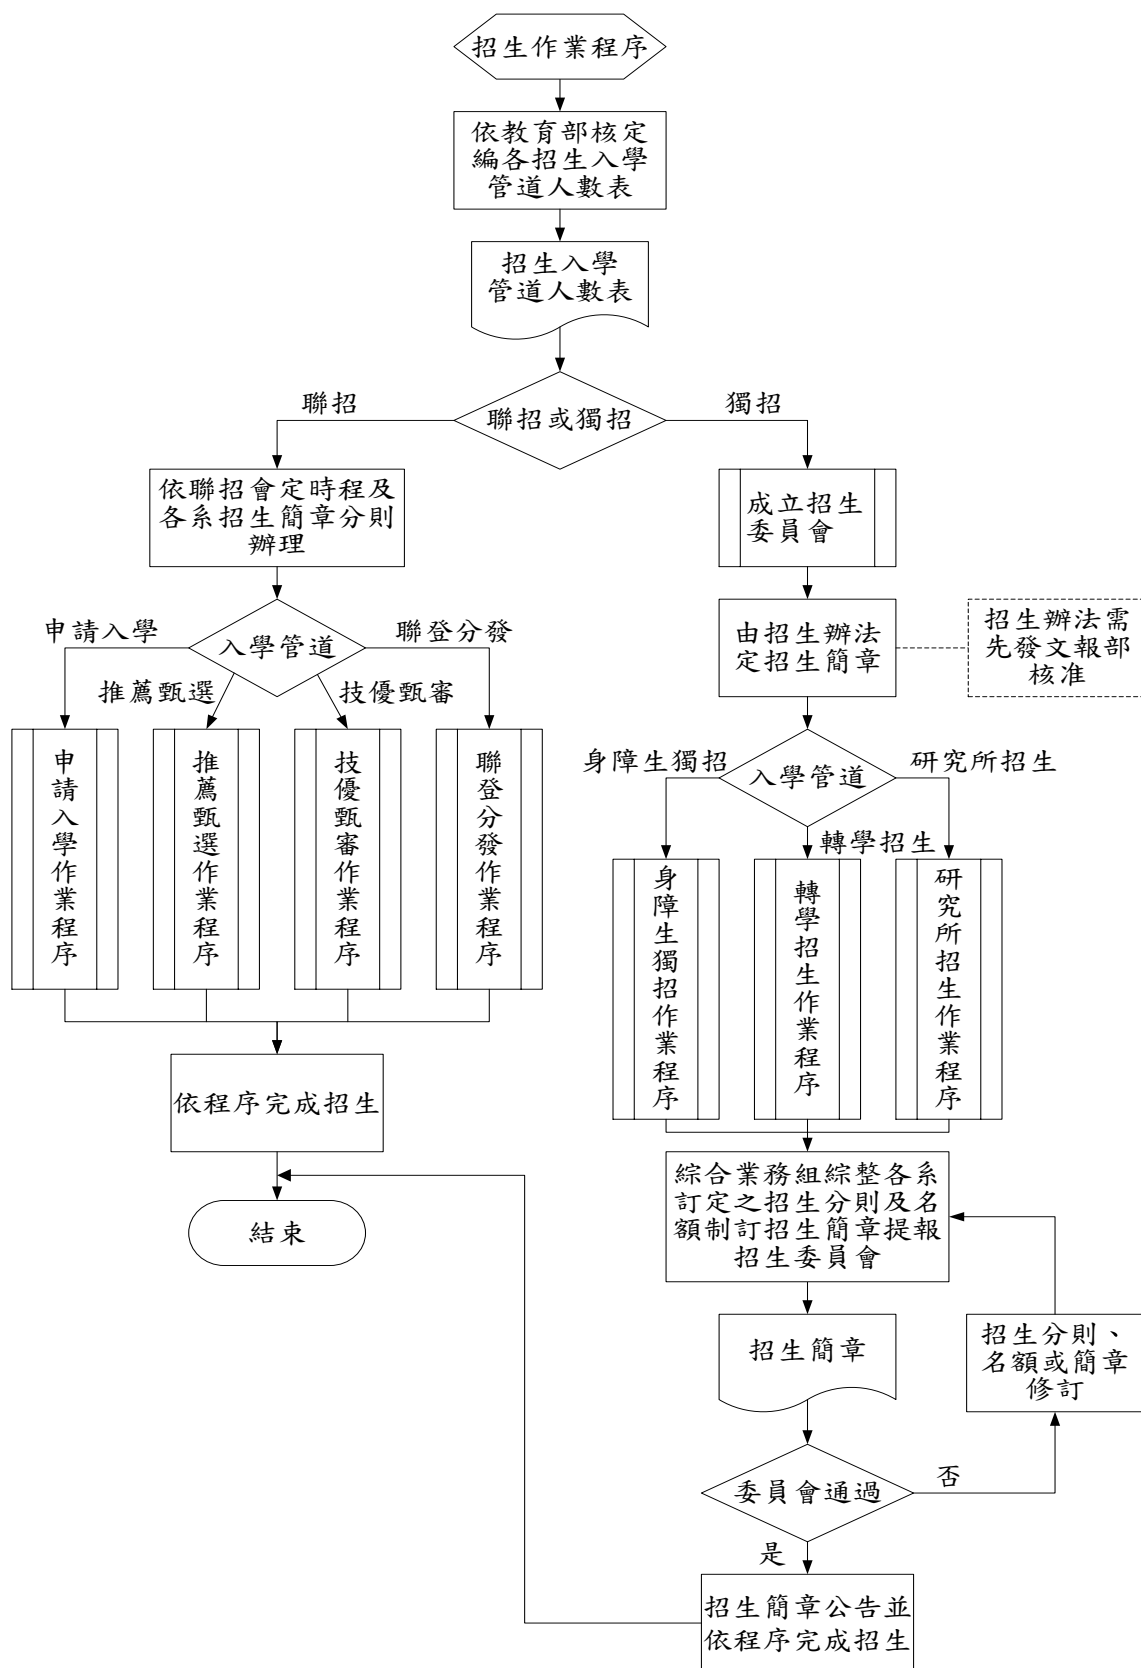 招生作業程序
依教育部核定
編各招生入學
管道人數表
招生入學
管道人數表
聯招或獨招
聯招
獨招
依聯招會定時程及
各系招生簡章分則
辦理
成立招生
委員會
入學管道
申請入學
推薦甄選
技優甄審
聯登分發
由招生辦法
定招生簡章
招生辦法需
先發文報部
核准
申請入學作業程序
推薦甄選作業程序
技優甄審作業程序
聯登分發作業程序
入學管道
身障生獨招
轉學招生
研究所招生
身障生獨招作業程序
轉學招生作業程序
研究所招生作業程序
依程序完成招生
結束
綜合業務組綜整各系
訂定之招生分則及名
額制訂招生簡章提報
招生委員會
招生簡章
招生分則、
名額或簡章
修訂
委員會通過
否
是
招生簡章公告並
依程序完成招生